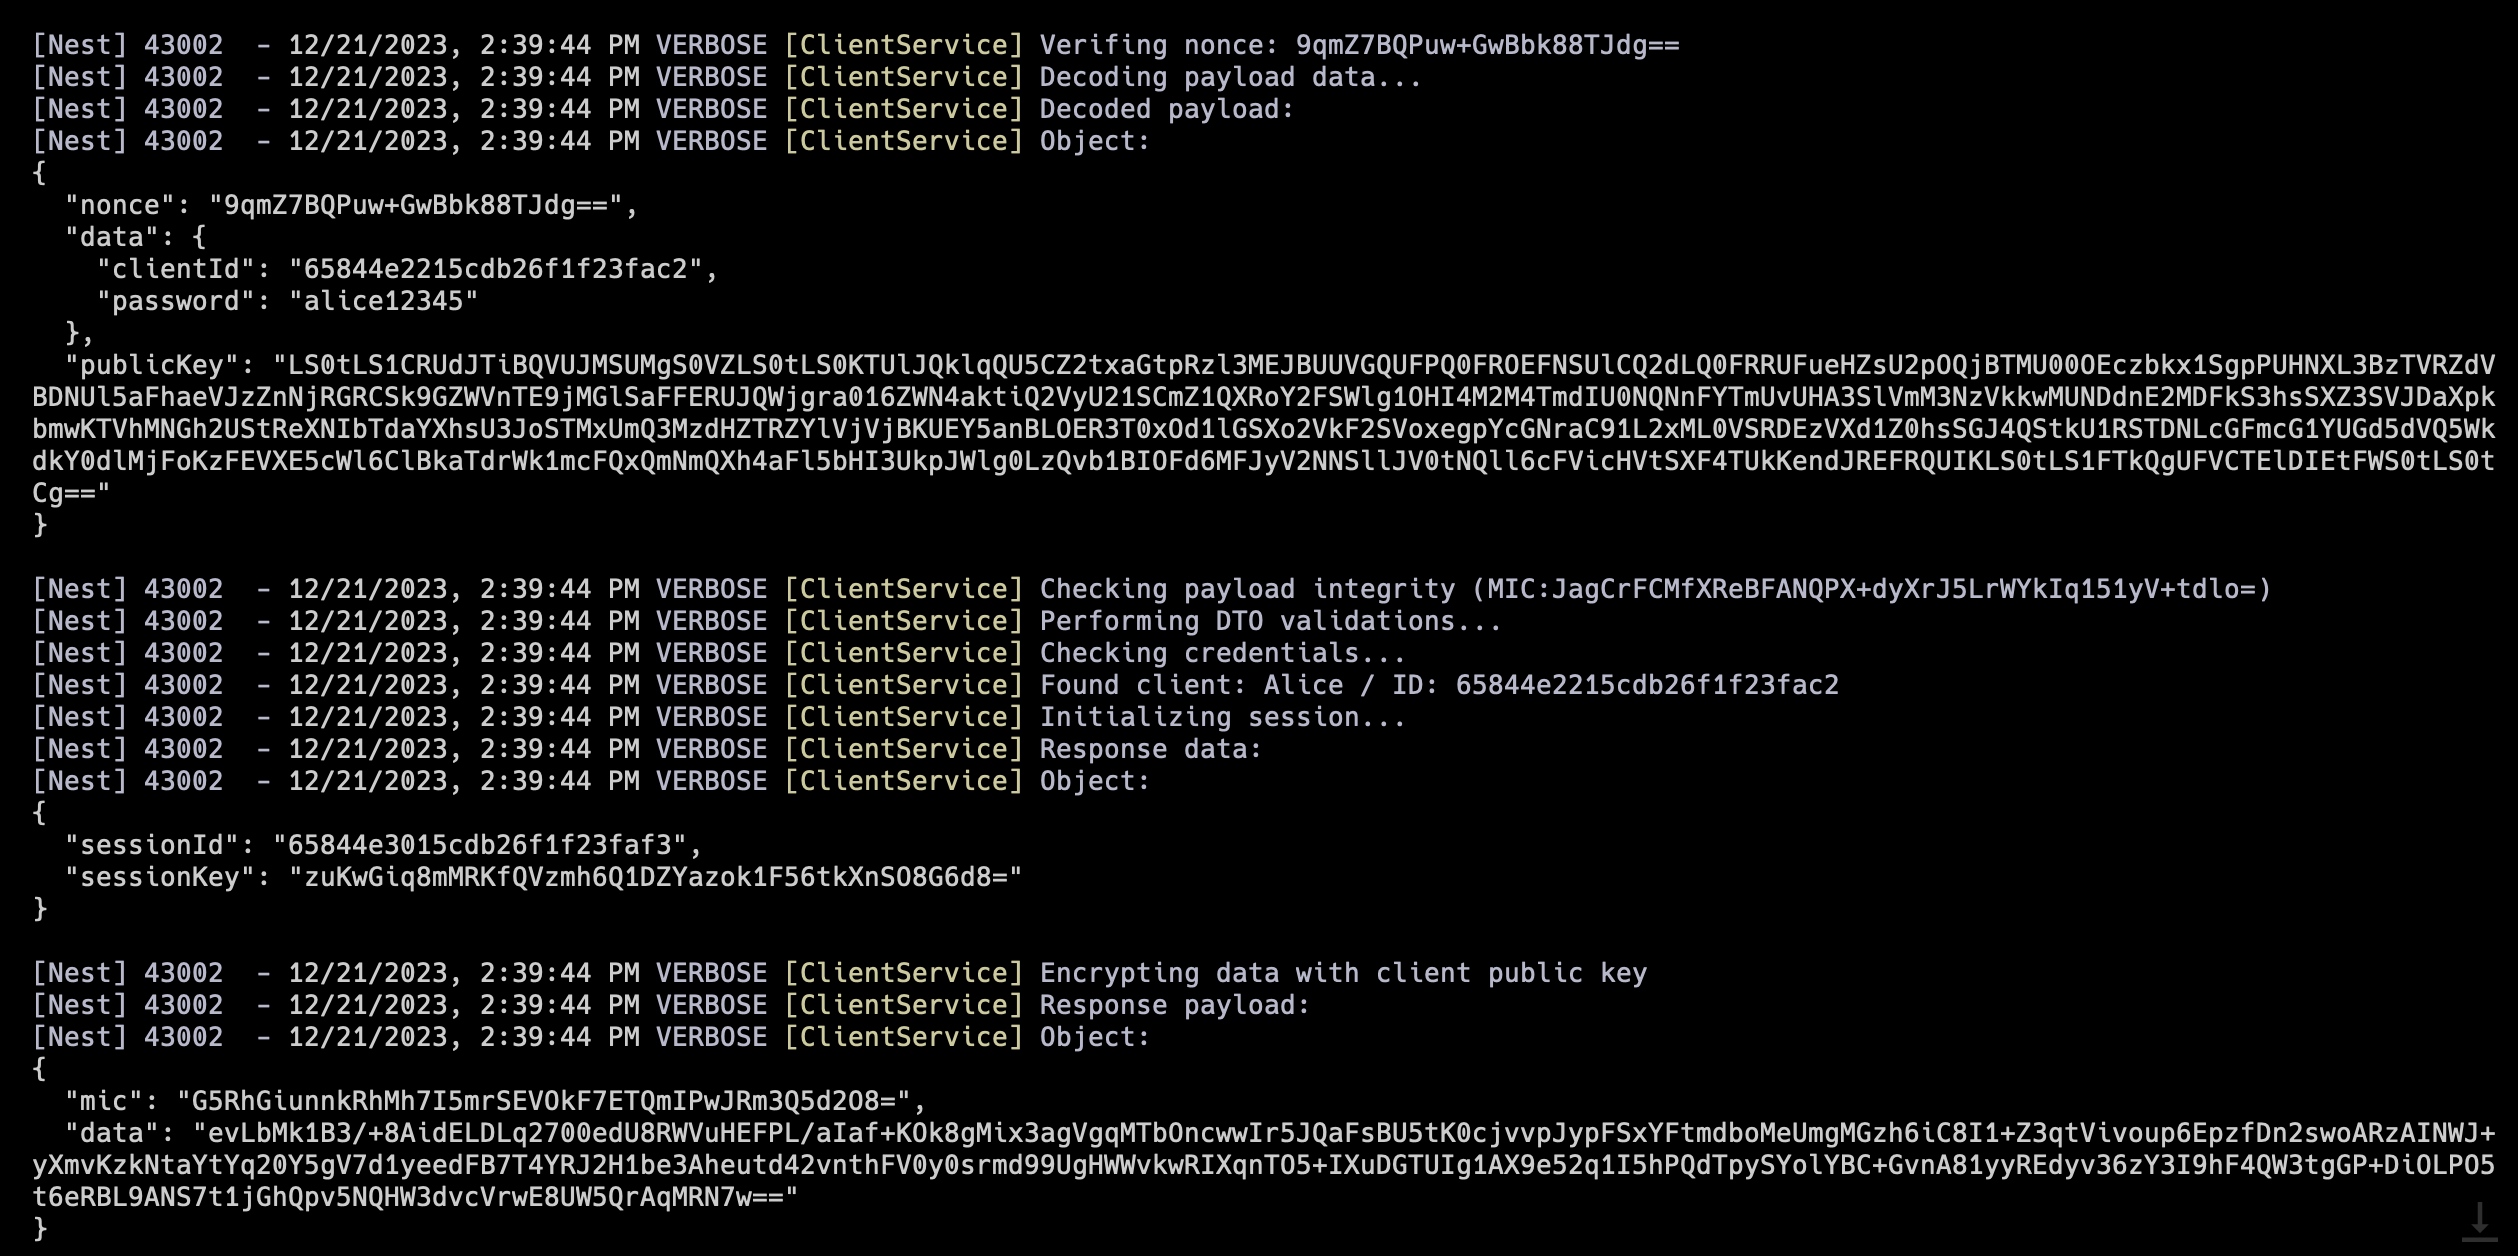 [Nest] 43002  - 12/21/2023, 2:39:44 PM VERBOSE [ClientService] Verifing nonce: 9qmZ7BQPuw+GwBbk88TJdg==
[Nest] 43002  - 12/21/2023, 2:39:44 PM VERBOSE [ClientService] Decoding payload data...
[Nest] 43002  - 12/21/2023, 2:39:44 PM VERBOSE [ClientService] Decoded payload:
[Nest] 43002  - 12/21/2023, 2:39:44 PM VERBOSE [ClientService] Object:
{
  "nonce": "9qmZ7BQPuw+GwBbk88TJdg==",
  "data": {
    "clientId": "65844e2215cdb26f1f23fac2",
    "password": "alice12345"
  },
  "publicKey": "LS0tLS1CRUdJTiBQVUJMSUMgS0VZLS0tLS0KTUlJQklqQU5CZ2txaGtpRzl3MEJBUUVGQUFPQ0FROEFNSUlCQ2dLQ0FRRUFueHZsU2pOQjBTMU00OEczbkx1SgpPUHNXL3BzTVRZdV
BDNUl5aFhaeVJzZnNjRGRCSk9GZWVnTE9jMGlSaFFERUJQWjgra016ZWN4aktiQ2VyU21SCmZ1QXRoY2FSWlg1OHI4M2M4TmdIU0NQNnFYTmUvUHA3SlVmM3NzVkkwMUNDdnE2MDFkS3hsSXZ3SVJDaXpk
bmwKTVhMNGh2UStReXNIbTdaYXhsU3JoSTMxUmQ3MzdHZTRZYlVjVjBKUEY5anBLOER3T0xOd1lGSXo2VkF2SVoxegpYcGNraC91L2xML0VSRDEzVXd1Z0hsSGJ4QStkU1RSTDNLcGFmcG1YUGd5dVQ5Wk
dkY0dlMjFoKzFEVXE5cWl6ClBkaTdrWk1mcFQxQmNmQXh4aFl5bHI3UkpJWlg0LzQvb1BIOFd6MFJyV2NNSllJV0tNQll6cFVicHVtSXF4TUkKendJREFRQUIKLS0tLS1FTkQgUFVCTElDIEtFWS0tLS0t
Cg=="
}
[Nest] 43002  - 12/21/2023, 2:39:44 PM VERBOSE [ClientService] Checking payload integrity (MIC:JagCrFCMfXReBFANQPX+dyXrJ5LrWYkIq151yV+tdlo=)
[Nest] 43002  - 12/21/2023, 2:39:44 PM VERBOSE [ClientService] Performing DTO validations...
[Nest] 43002  - 12/21/2023, 2:39:44 PM VERBOSE [ClientService] Checking credentials...
[Nest] 43002  - 12/21/2023, 2:39:44 PM VERBOSE [ClientService] Found client: Alice / ID: 65844e2215cdb26f1f23fac2
[Nest] 43002  - 12/21/2023, 2:39:44 PM VERBOSE [ClientService] Initializing session...
[Nest] 43002  - 12/21/2023, 2:39:44 PM VERBOSE [ClientService] Response data:
[Nest] 43002  - 12/21/2023, 2:39:44 PM VERBOSE [ClientService] Object:
{
  "sessionId": "65844e3015cdb26f1f23faf3",
  "sessionKey": "zuKwGiq8mMRKfQVzmh6Q1DZYazok1F56tkXnSO8G6d8="
}
[Nest] 43002  - 12/21/2023, 2:39:44 PM VERBOSE [ClientService] Encrypting data with client public key
[Nest] 43002  - 12/21/2023, 2:39:44 PM VERBOSE [ClientService] Response payload:
[Nest] 43002  - 12/21/2023, 2:39:44 PM VERBOSE [ClientService] Object:
{
  "mic": "G5RhGiunnkRhMh7I5mrSEVOkF7ETQmIPwJRm3Q5d2O8=",
  "data": "evLbMk1B3/+8AidELDLq2700edU8RWVuHEFPL/aIaf+KOk8gMix3agVgqMTbOncwwIr5JQaFsBU5tK0cjvvpJypFSxYFtmdboMeUmgMGzh6iC8I1+Z3qtVivoup6EpzfDn2swoARzAINWJ+
yXmvKzkNtaYtYq20Y5gV7d1yeedFB7T4YRJ2H1be3Aheutd42vnthFV0y0srmd99UgHWWvkwRIXqnTO5+IXuDGTUIg1AX9e52q1I5hPQdTpySYolYBC+GvnA81yyREdyv36zY3I9hF4QW3tgGP+DiOLPO5
t6eRBL9ANS7t1jGhQpv5NQHW3dvcVrwE8UW5QrAqMRN7w=="
}